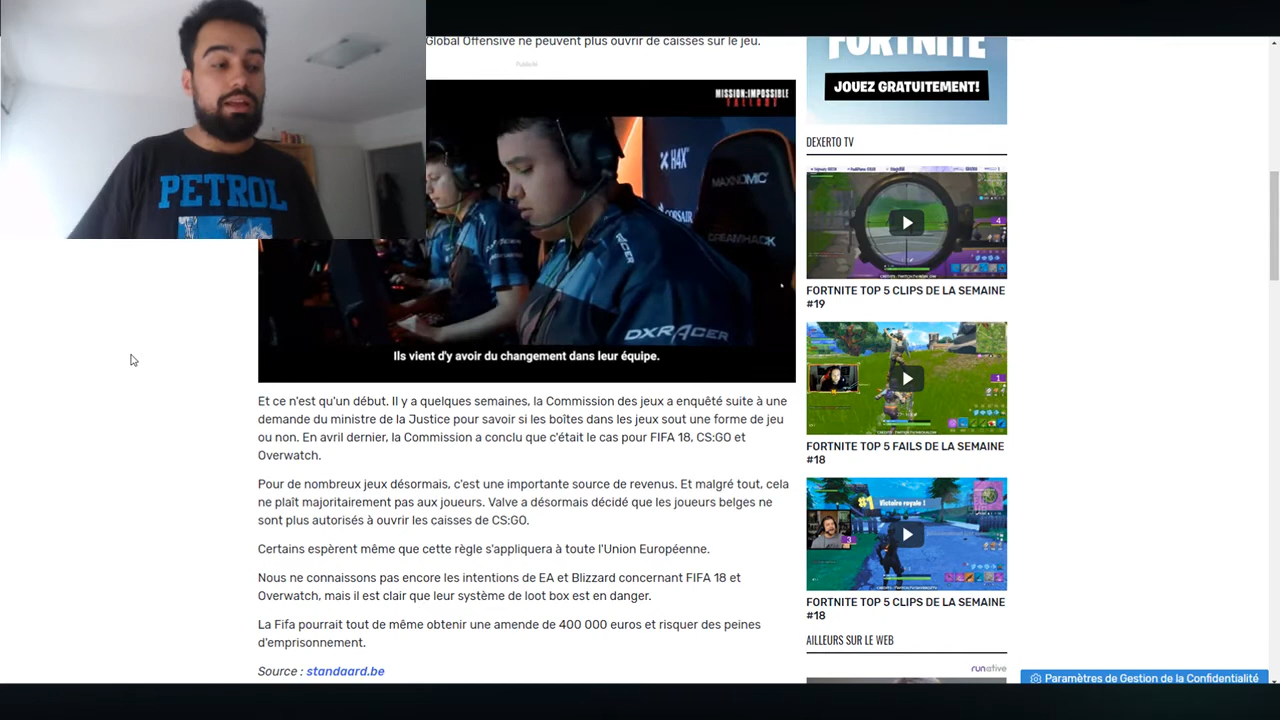 Global Offensive ne peuvent plus ouvrir de caisses sur le jeu.
Publicité
PETROL
MISSION:IMPOSSIBLE
FALLOUT
H4X
MAXNOMIC
CORSAIR
DREAMHACK
RACER
DXRACER
Ils vient d'y avoir du changement dans leur équipe.
Et ce n'est qu'un début. Il y a quelques semaines, la Commission des jeux a enquêté suite à une
demande du ministre de la Justice pour savoir si les boîtes dans les jeux sout une forme de jeu
ou non. En avril dernier, la Commission a conclu que c'était le cas pour FIFA 18, CS:GO et
Overwatch.
Pour de nombreux jeux désormais, c'est une importante source de revenus. Et malgré tout, cela
ne plaît majoritairement pas aux joueurs. Valve a désormais décidé que les joueurs belges ne
sont plus autorisés à ouvrir les caisses de CS:GO.
Certains espèrent même que cette règle s'appliquera à toute l'Union Européenne.
Nous ne connaissons pas encore les intentions de EA et Blizzard concernant FIFA 18 et
Overwatch, mais il est clair que leur système de loot box est en danger.
La Fifa pourrait tout de même obtenir une amende de 400 000 euros et risquer des peines
d'emprisonnement.
Source : standaard.be
FORTNITE
JOUEZ GRATUITEMENT!
DEXERTO TV
4
FORTNITE TOP 5 CLIPS DE LA SEMAINE
#19
1
FORTNITE TOP 5 FAILS DE LA SEMAINE
#18
#1 Victoire royale !
3
FORTNITE TOP 5 CLIPS DE LA SEMAINE
#18
AILLEURS SUR LE WEB
runative
Paramètres de Gestion de la Confidentialité